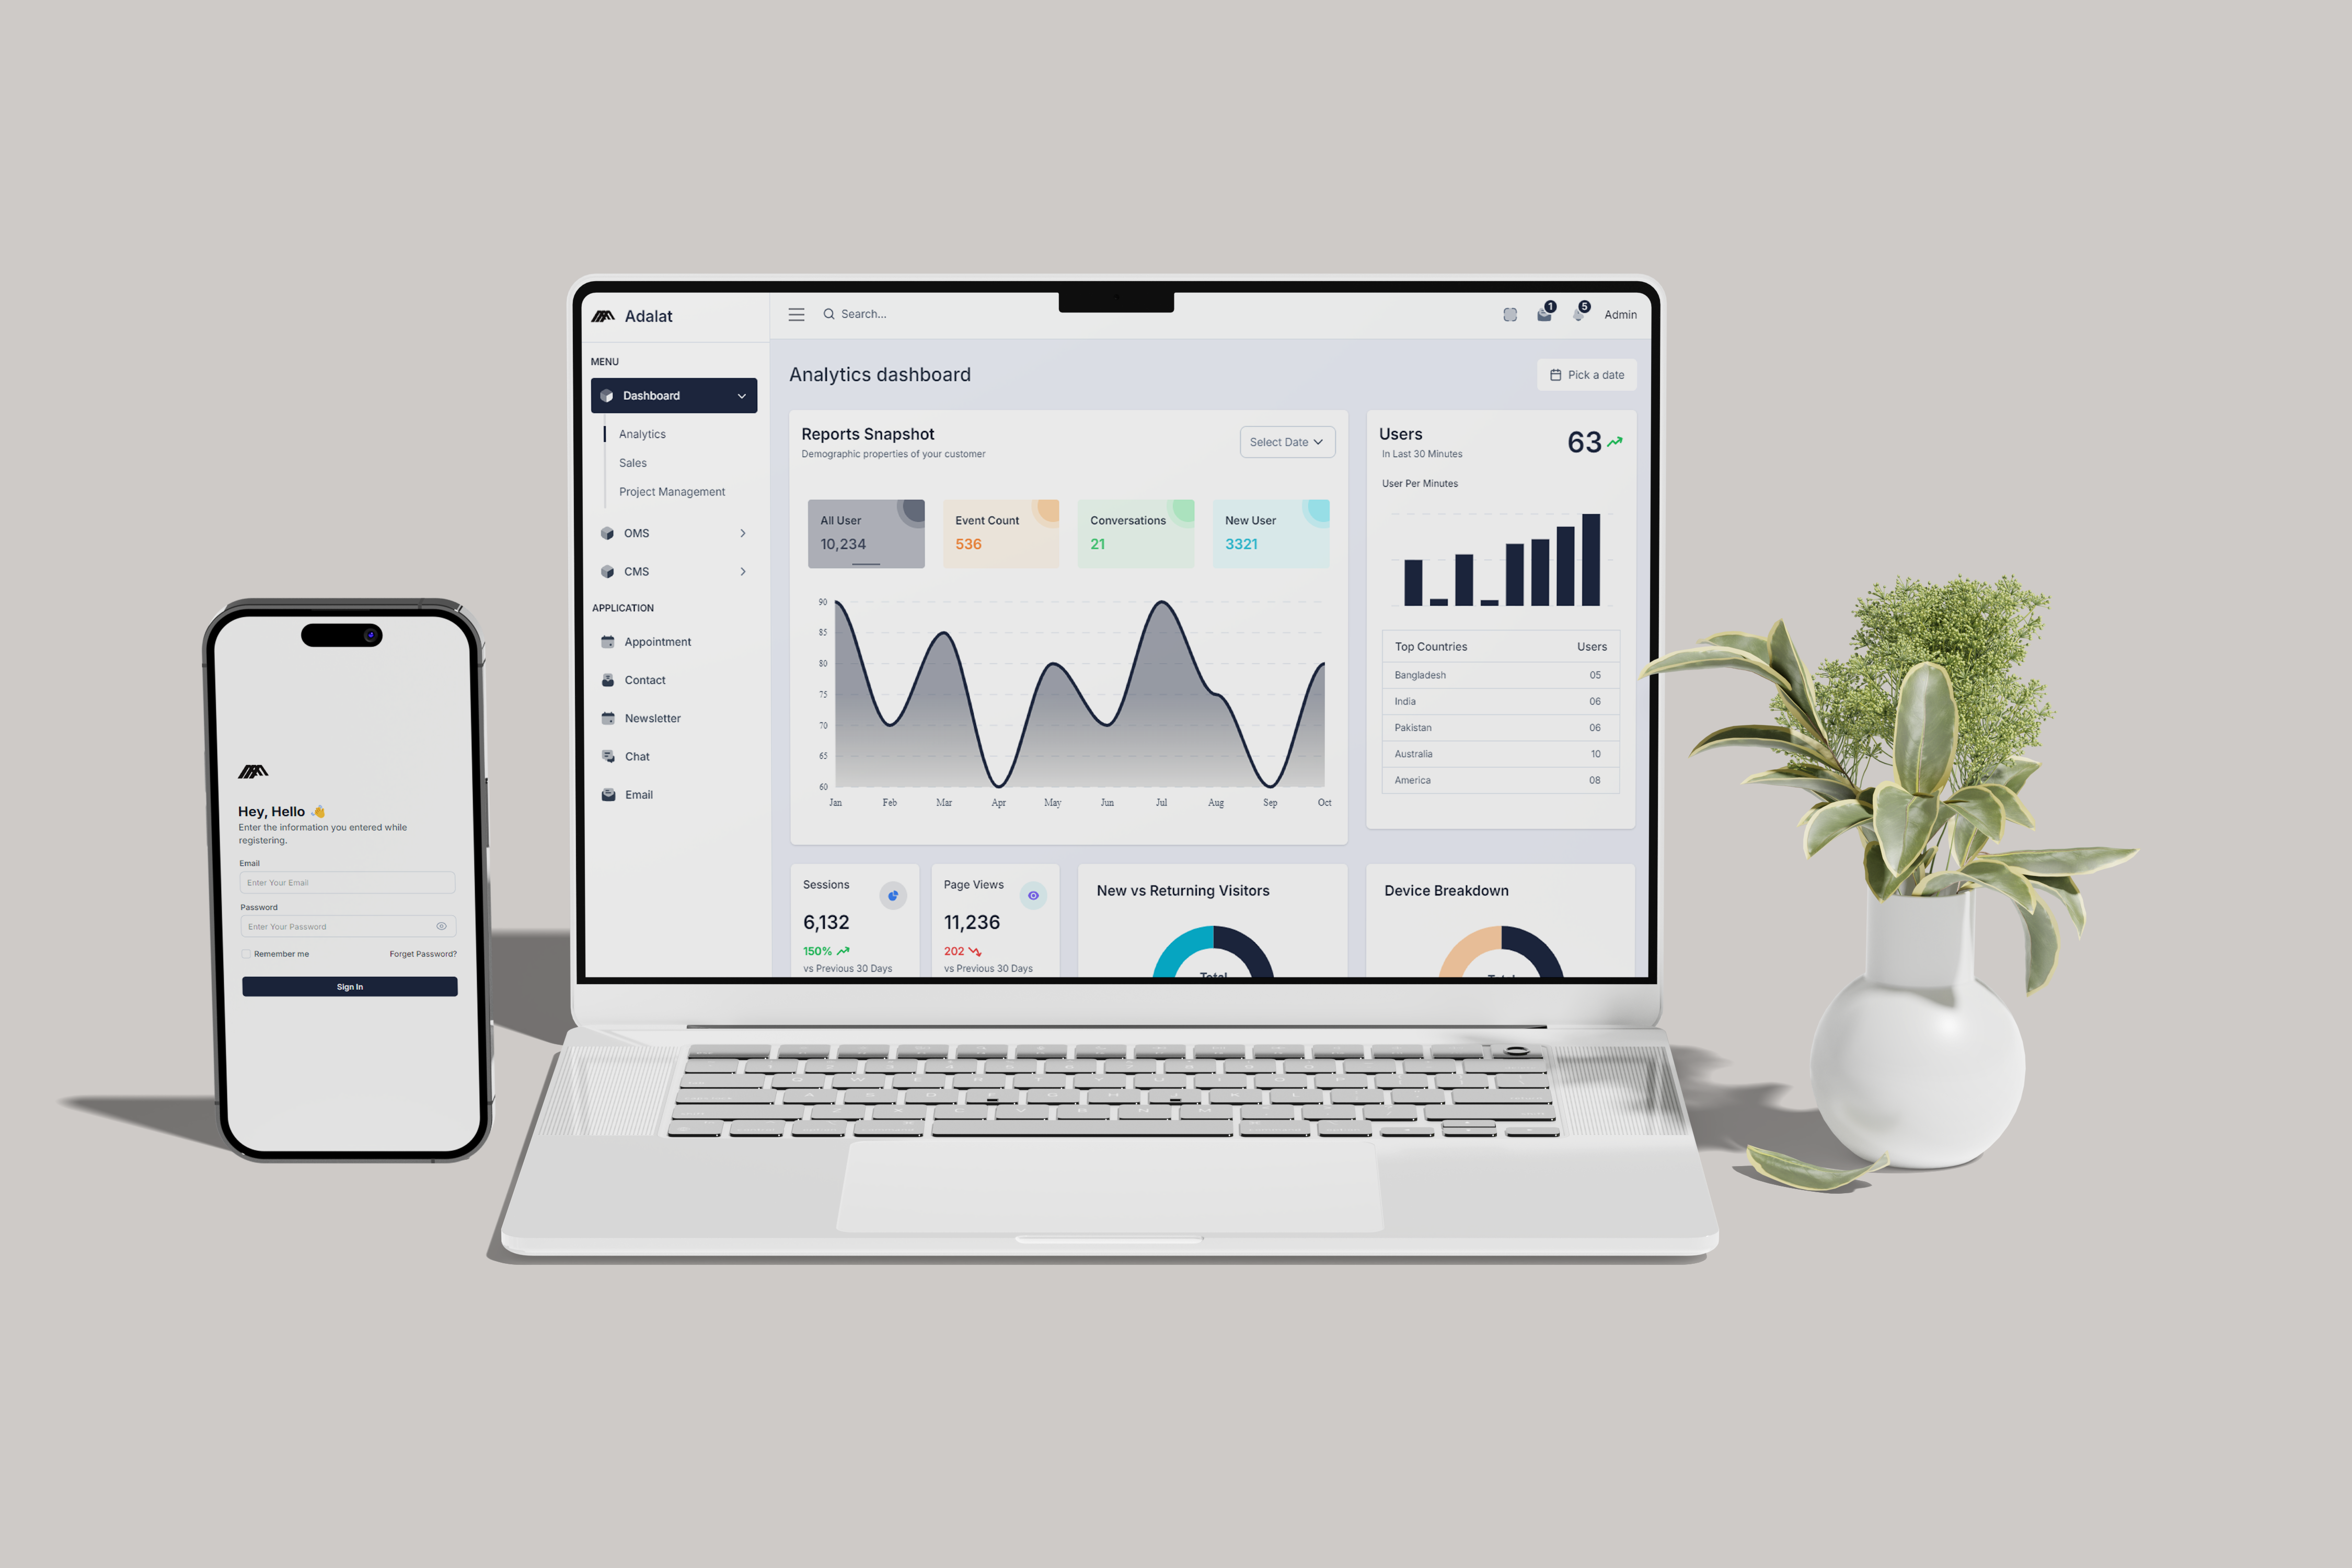 Adalat
Search...
1
5
Admin
MENU
Dashboard
Analytics
Sales
Project Management
OMS
CMS
APPLICATION
Appointment
Contact
Newsletter
Chat
Email
Analytics dashboard
Pick a date
Reports Snapshot
Demographic properties of your customer
Select Date
All User
10,234
Event Count
536
Conversations
21
New User
3321
90
85
80
75
70
65
60
Jan Feb Mar Apr May Jun Jul Aug Sep Oct
Users
In Last 30 Minutes
63
User Per Minutes
Top Countries Users
Bangladesh 05
India 06
Pakistan 06
Australia 10
America 08
Sessions
6,132
150%
vs Previous 30 Days
Page Views
11,236
202
vs Previous 30 Days
New vs Returning Visitors
Total
Device Breakdown
Total
Hey, Hello 👋
Enter the information you entered while
registering.
Email
Enter Your Email
Password
Enter Your Password
Remember me Forget Password?
Sign In